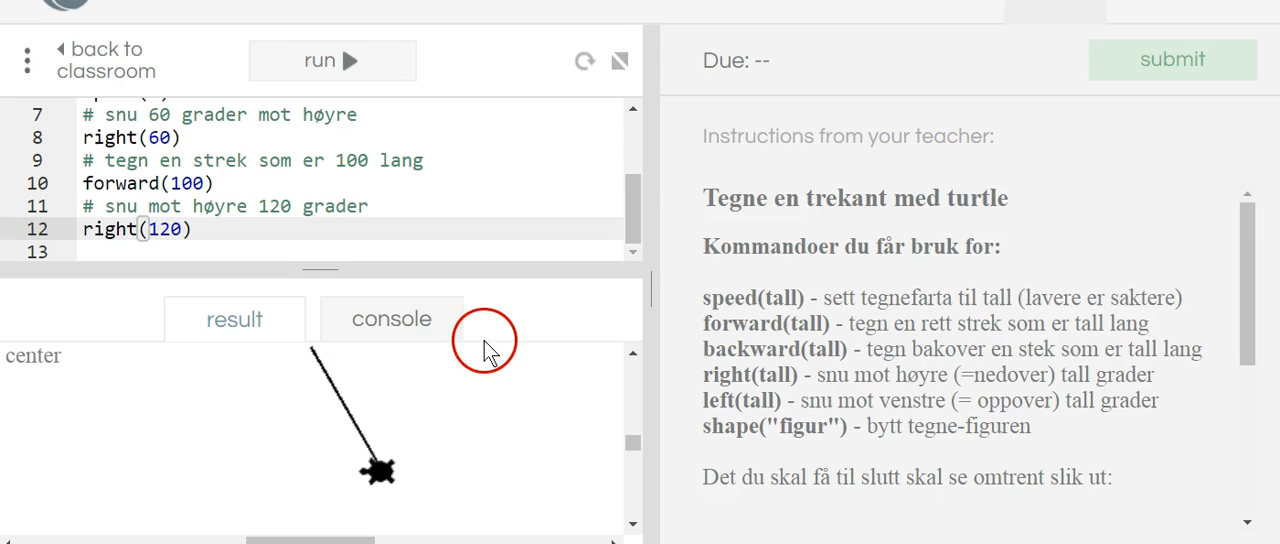 back to
classroom
run
7 # snu 60 grader mot høyre
8 right(60)
9 # tegn en strek som er 100 lang
10 forward(100)
11 # snu mot høyre 120 grader
12 right(120)
13
result
console
center
Due: --
submit
Instructions from your teacher:
Tegne en trekant med turtle
Kommandoer du får bruk for:
speed(tall) - sett tegnefarta til tall (lavere er saktere)
forward(tall) - tegn en rett strek som er tall lang
backward(tall) - tegn bakover en stek som er tall lang
right(tall) - snu mot høyre (=nedover) tall grader
left(tall) - snu mot venstre (= oppover) tall grader
shape("figur") - bytt tegne-figuren
Det du skal få til slutt skal se omtrent slik ut: